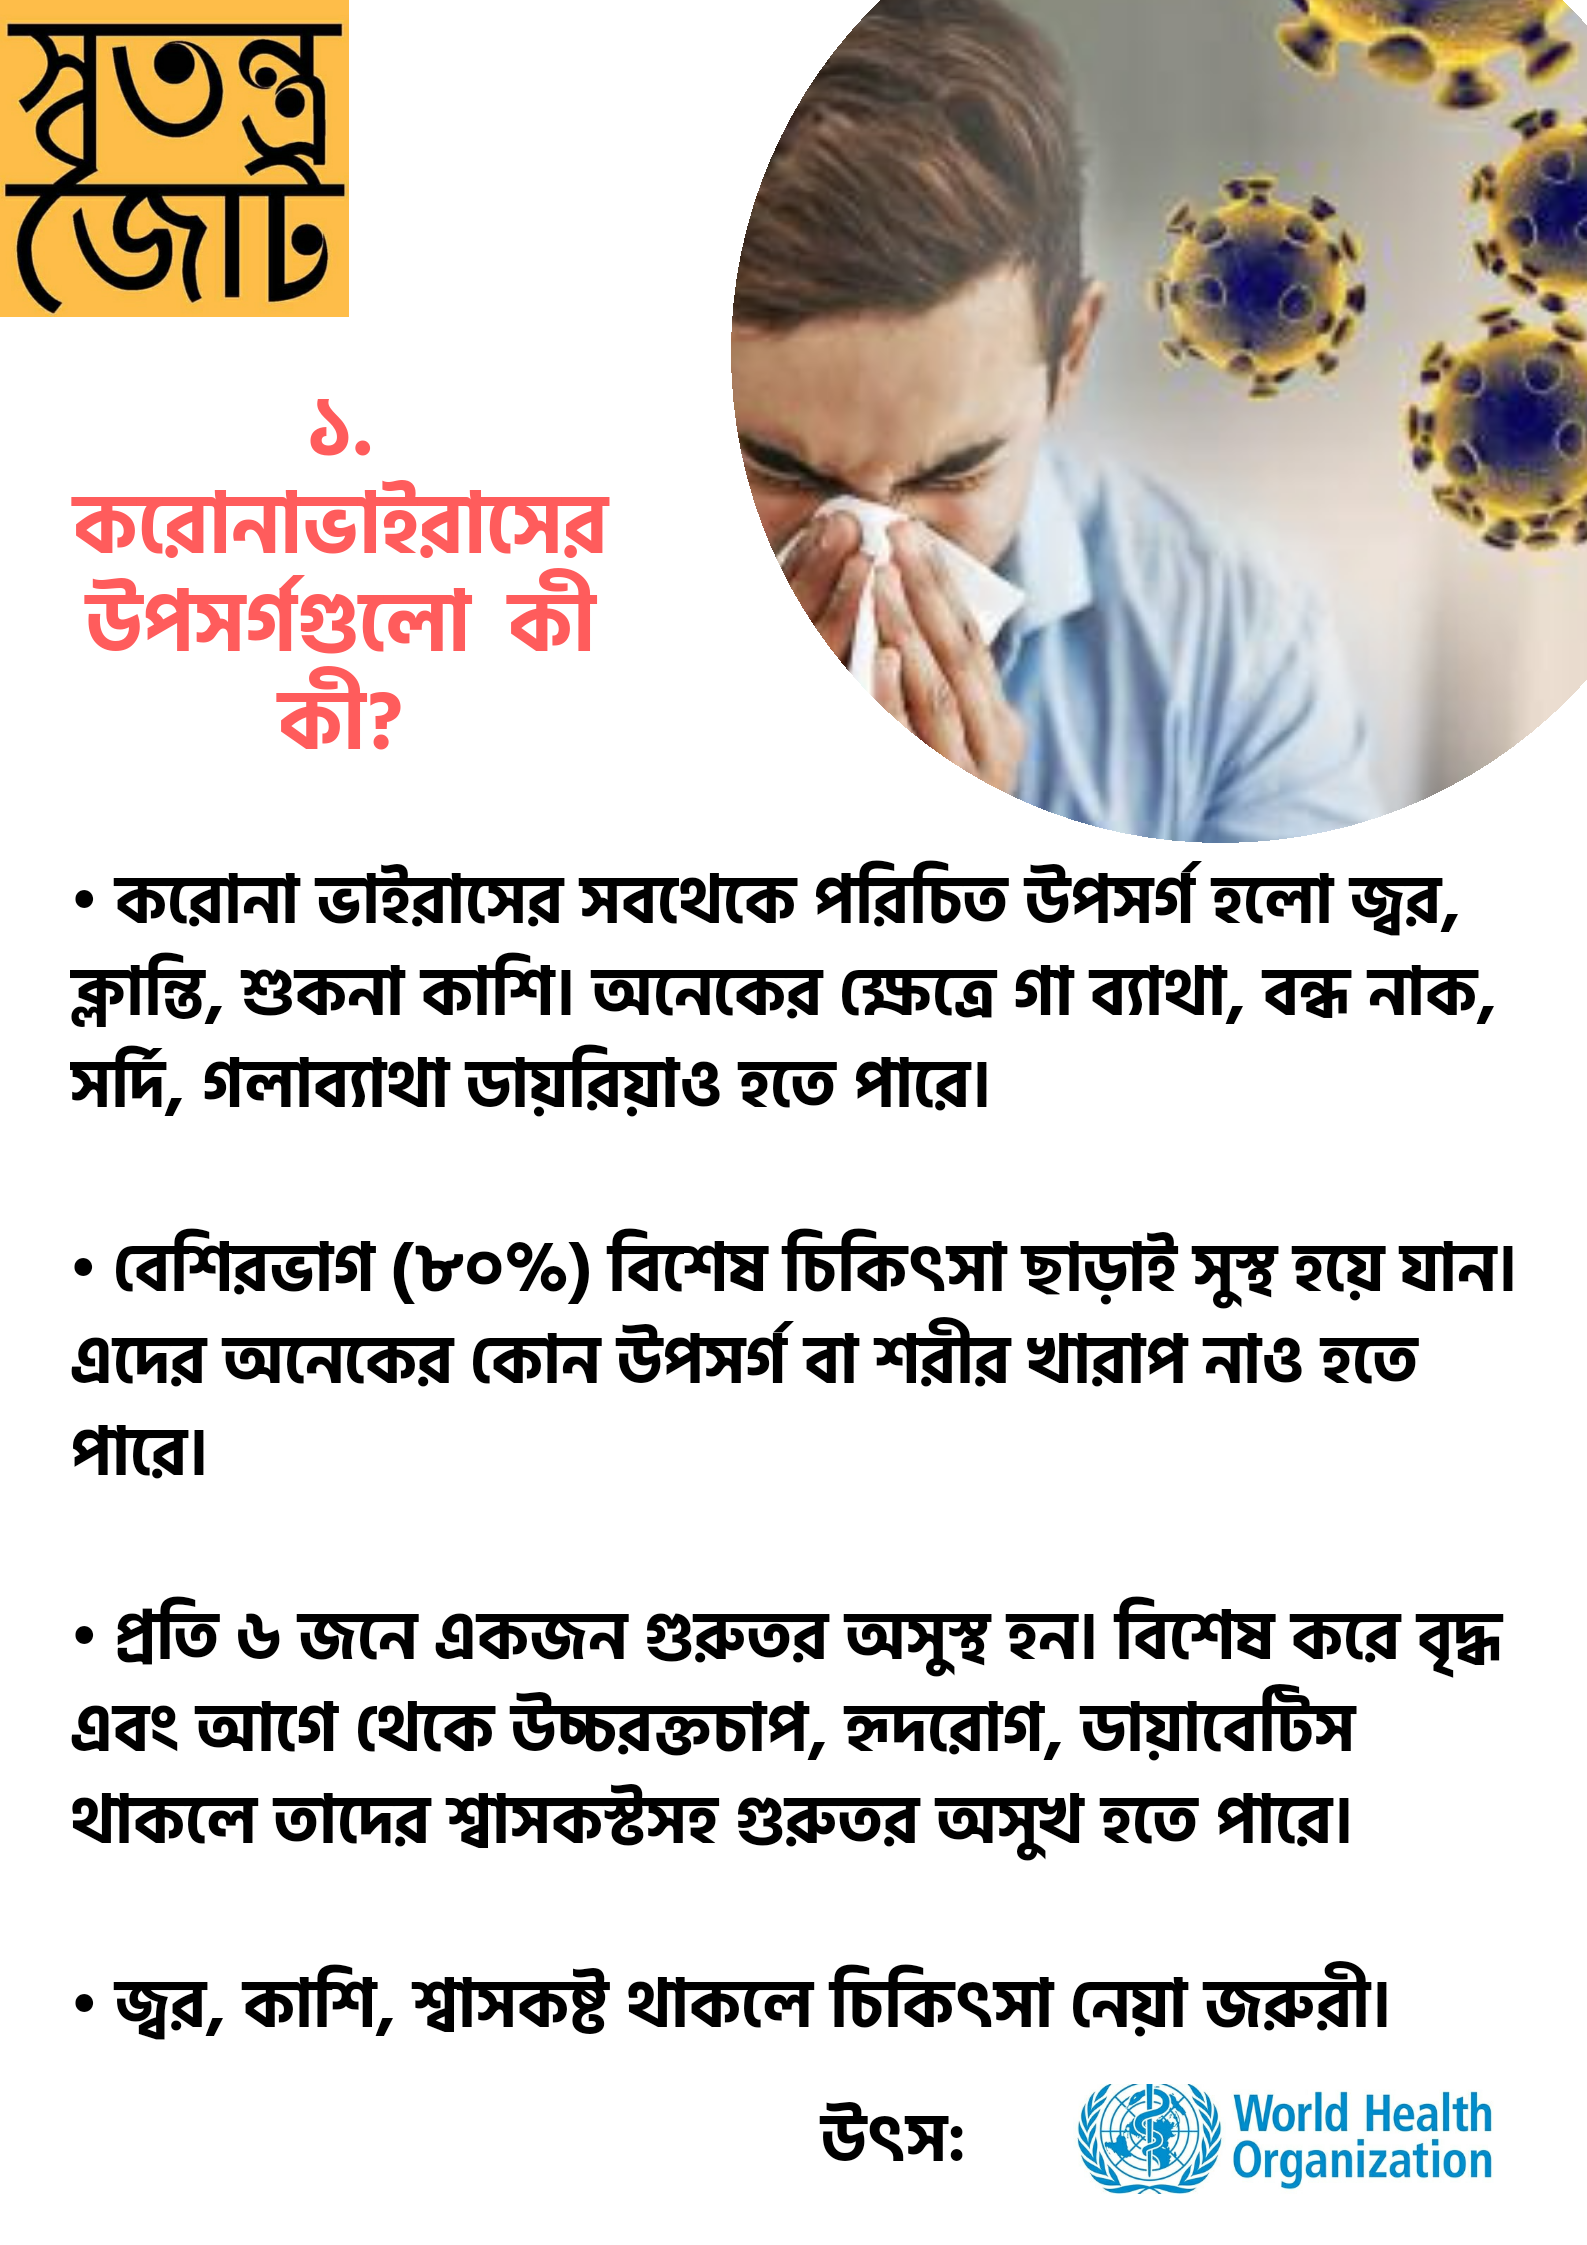 স্বতন্ত্র
জোট
১.
করোনাভাইরাসের
উপসর্গগুলো কী
কী?
• করোনা ভাইরাসের সবথেকে পরিচিত উপসর্গ হলো জ্বর,
ক্লান্তি, শুকনা কাশি। অনেকের ক্ষেত্রে গা ব্যাথা, বন্ধ নাক,
সর্দি, গলাব্যাথা ডায়রিয়াও হতে পারে।
• বেশিরভাগ (৮০%) বিশেষ চিকিৎসা ছাড়াই সুস্থ হয়ে যান।
এদের অনেকের কোন উপসর্গ বা শরীর খারাপ নাও হতে
পারে।
• প্রতি ৬ জনে একজন গুরুতর অসুস্থ হন। বিশেষ করে বৃদ্ধ
এবং আগে থেকে উচ্চরক্তচাপ, হৃদরোগ, ডায়াবেটিস
থাকলে তাদের শ্বাসকস্টসহ গুরুতর অসুখ হতে পারে।
• জ্বর, কাশি, শ্বাসকষ্ট থাকলে চিকিৎসা নেয়া জরুরী।
উৎস:
World Health
Organization